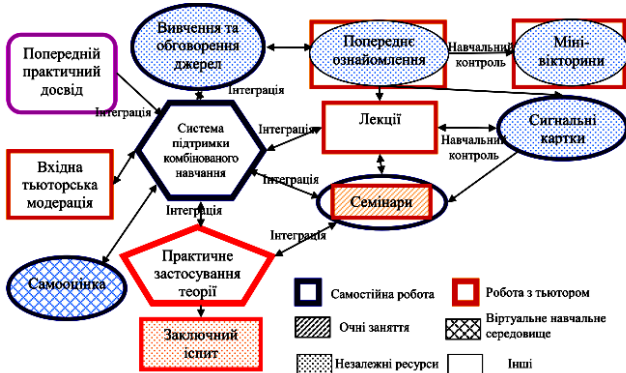 Вивчення та
обговорення
джерел
Попереднє
ознайомлення
Навчальний
контроль
Міні-
вікторини
Попередній
практичний
досвід
Інтеграція
Інтеграція
Система
підтримки
комбінованого
навчання
Інтеграція
Лекції
Навчальний
контроль
Сигнальні
картки
Вхідна
тьюторська
модерація
Інтеграція
Семінари
Інтеграція
Інтеграція
Самооцінка
Практичне
застосування
теорії
Заключний
іспит
Самостійна робота
Робота з тьютором
Очні заняття
Віртуальне навчальне
середовище
Незалежні ресурси
Інші